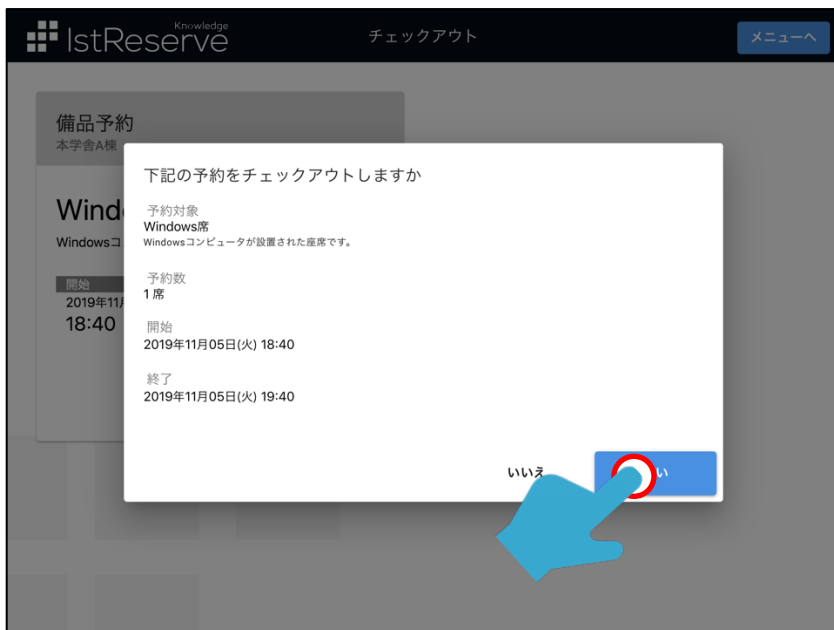 Knowledge
IstReserve
チェックアウト
メニューへ
備品予約
本学舎A棟
下記の予約をチェックアウトしますか
予約対象
Windows席
Windowsコンピュータが設置された座席です。
予約数
1 席
開始
2019年11月05日(火) 18:40
終了
2019年11月05日(火) 19:40
Wind
Windowsコ
開始
2019年11月
18:40
いいえ
い